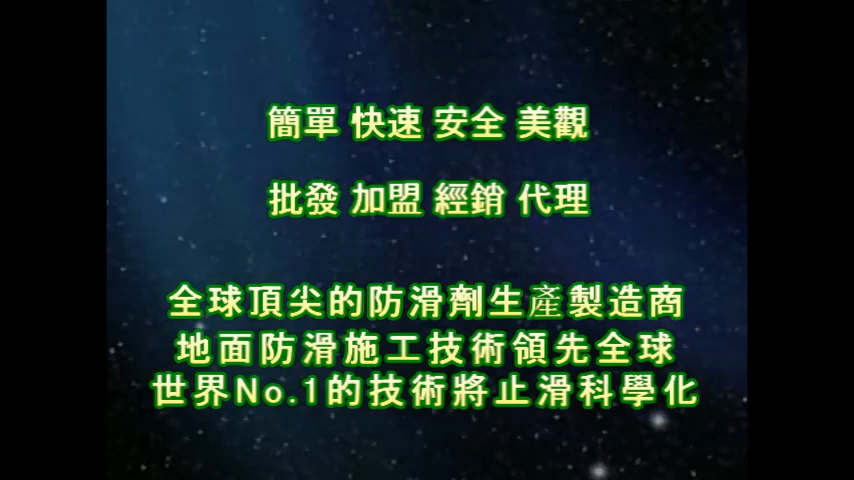 簡單 快速 安全 美觀
批發 加盟 經銷 代理
全球頂尖的防滑劑生產製造商
地面防滑施工技術領先全球
世界No.1的技術將止滑科學化